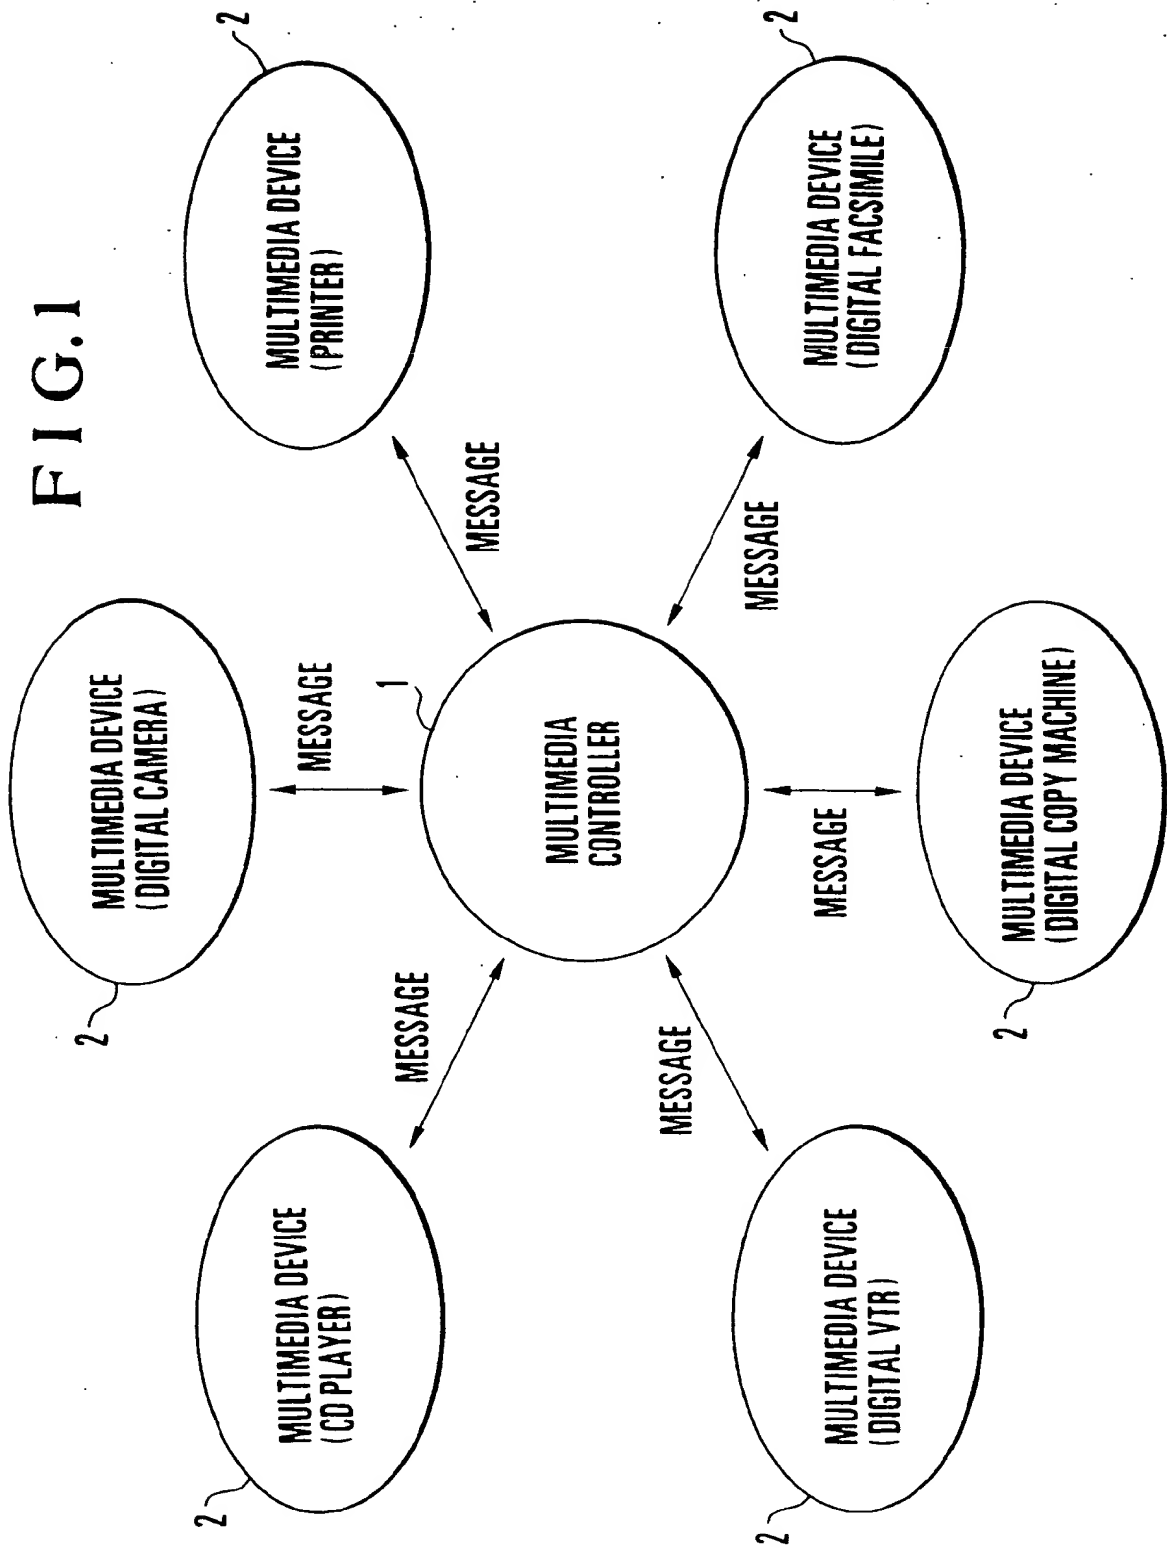 FIG.1
2
MULTIMEDIA DEVICE
(CD PLAYER)
MESSAGE
2
MULTIMEDIA DEVICE
(DIGITAL CAMERA)
MESSAGE
2
MULTIMEDIA DEVICE
(PRINTER)
MESSAGE
1
MULTIMEDIA
CONTROLLER
2
MULTIMEDIA DEVICE
(DIGITAL VTR)
MESSAGE
2
MULTIMEDIA DEVICE
(DIGITAL COPY MACHINE)
MESSAGE
2
MULTIMEDIA DEVICE
(DIGITAL FACSIMILE)
MESSAGE